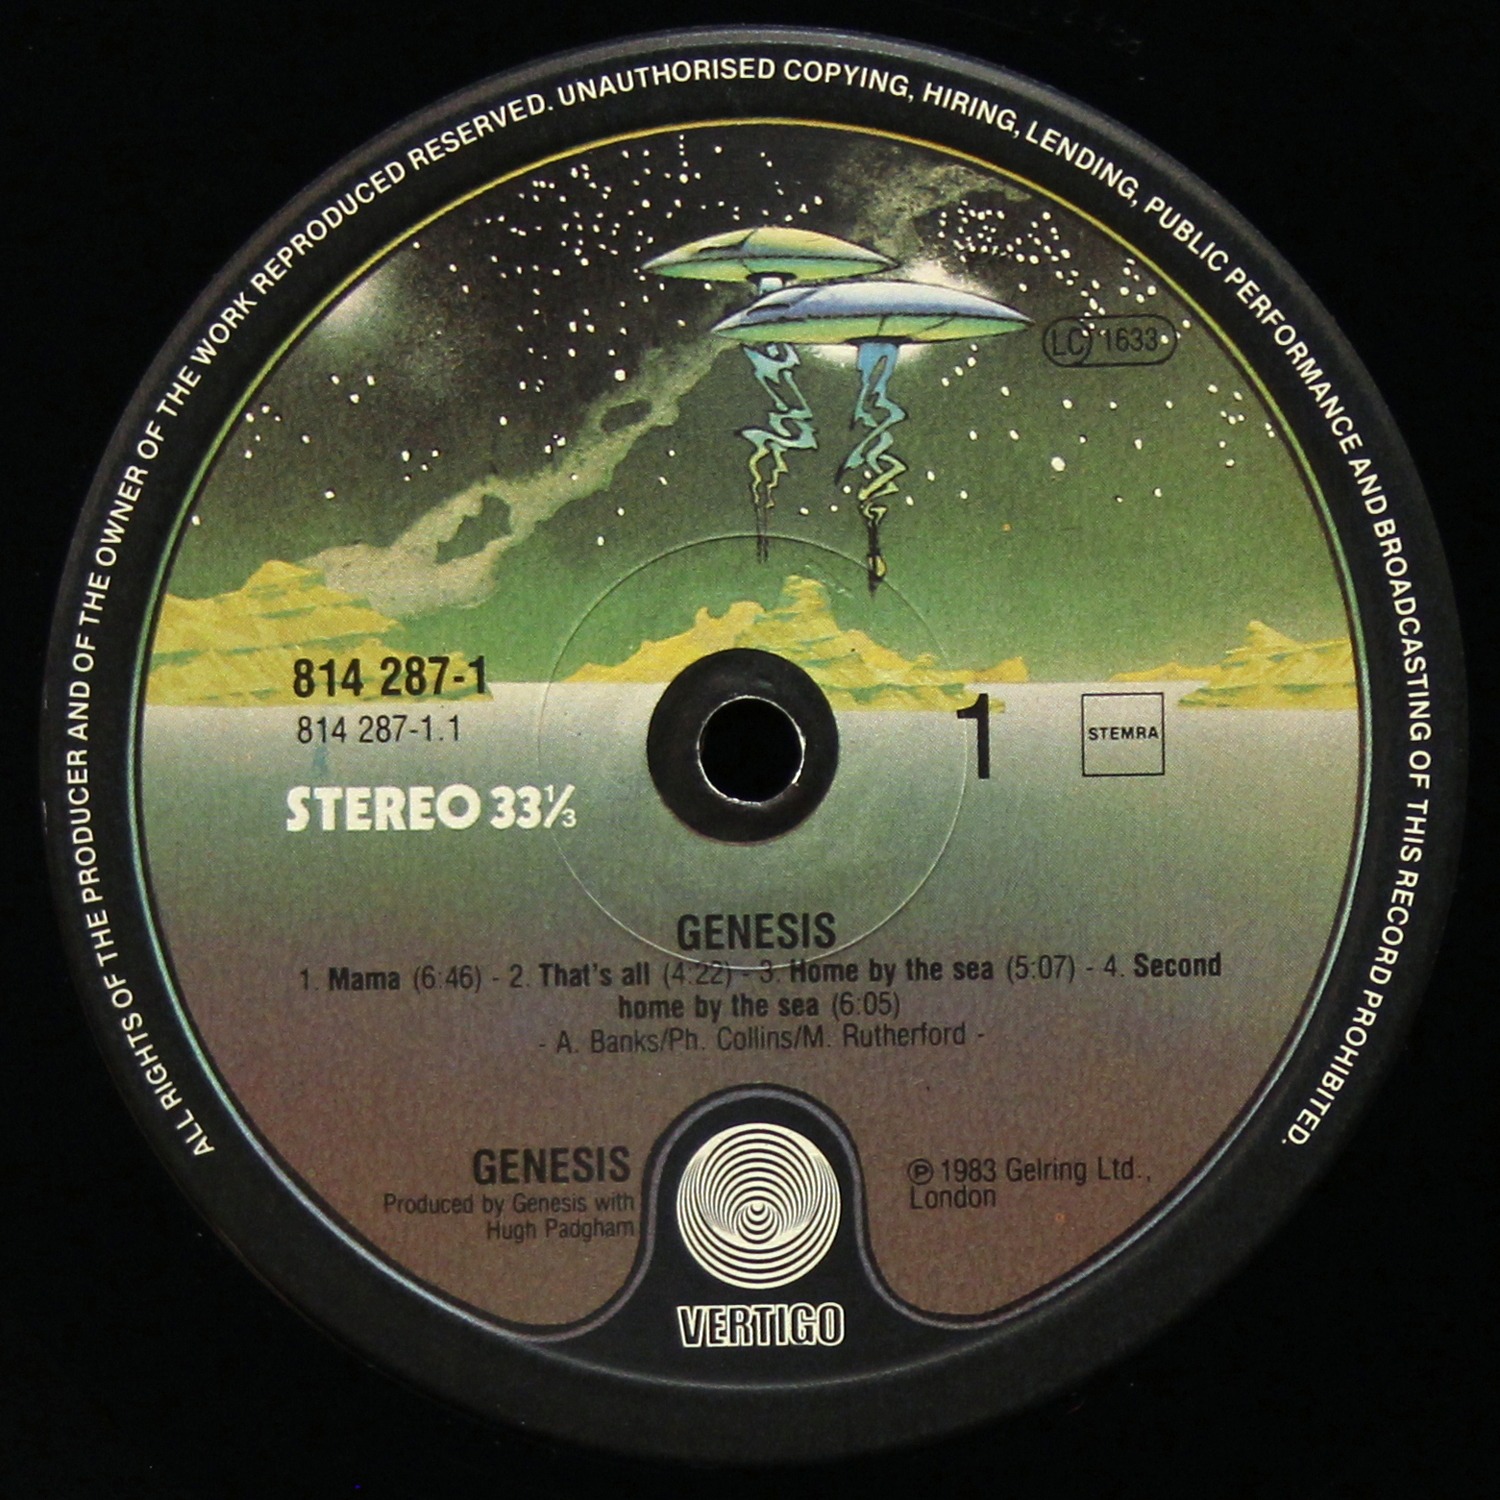 ALL RIGHTS OF THE PRODUCER AND OF THE OWNER OF THE WORK REPRODUCED RESERVED. UNAUTHORISED COPYING, HIRING, LENDING, PUBLIC PERFORMANCE AND BROADCASTING OF THIS RECORD PROHIBITED.
LC 1633
814 287-1
814 287-1.1
1
STEMRA
STEREO 33⅓
GENESIS
1. Mama (6:46) - 2. That's all (4:22) - 3. Home by the sea (5:07) - 4. Second
home by the sea (6:05)
- A. Banks/Ph. Collins/M. Rutherford -
GENESIS
Produced by Genesis with
Hugh Padgham
℗ 1983 Gelring Ltd.,
London
VERTIGO